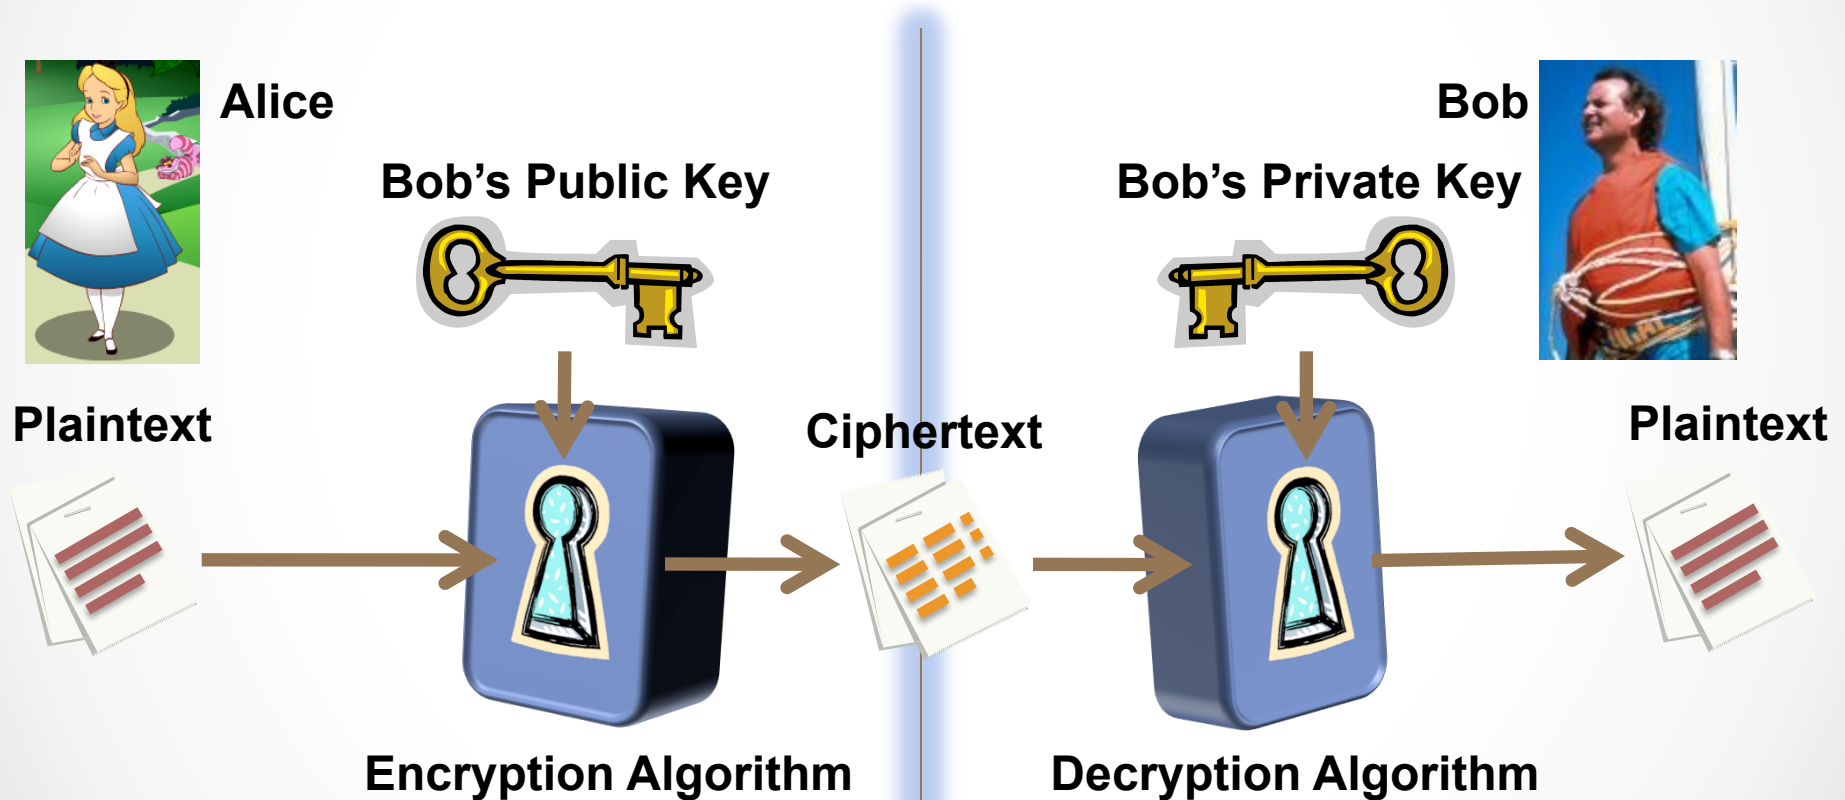 Alice
Bob
Bob’s Public Key
Bob’s Private Key
Plaintext
Ciphertext
Plaintext
Encryption Algorithm
Decryption Algorithm